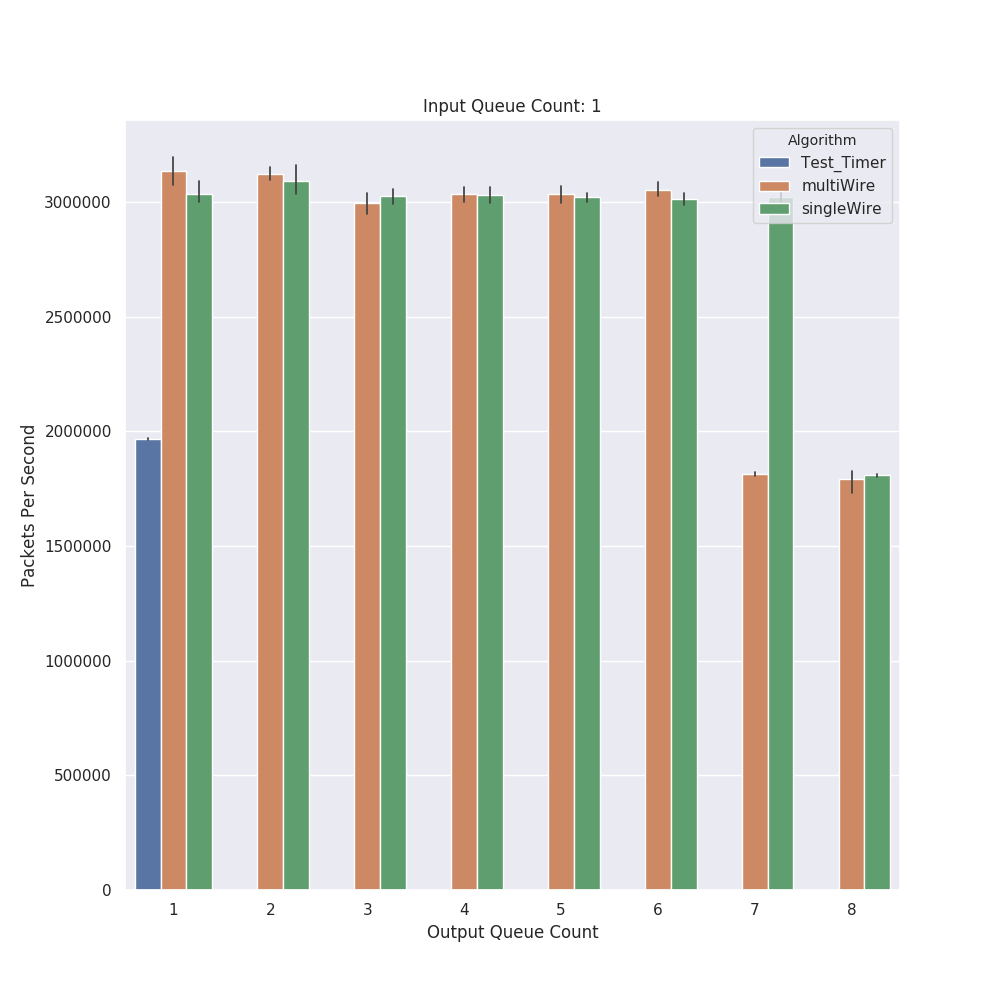 Input Queue Count: 1
Algorithm
Test_Timer
multiWire
singleWire
Packets Per Second
3000000
2500000
2000000
1500000
1000000
500000
0
1 2 3 4 5 6 7 8
Output Queue Count